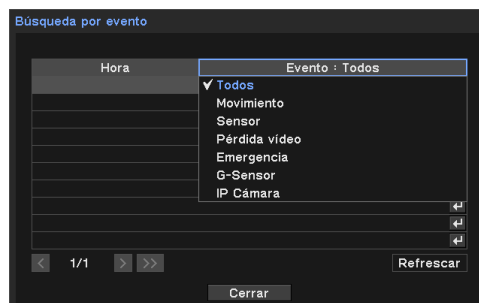 Búsqueda por evento
Hora Evento : Todos
Todos
Movimiento
Sensor
Pérdida vídeo
Emergencia
G-Sensor
IP Cámara
< 1/1 > >> Refrescar
Cerrar